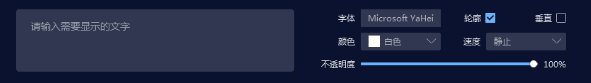 请输入需要显示的文字
字体 Microsoft YaHei 轮廓 垂直
颜色 白色 速度 静止
不透明度 100%